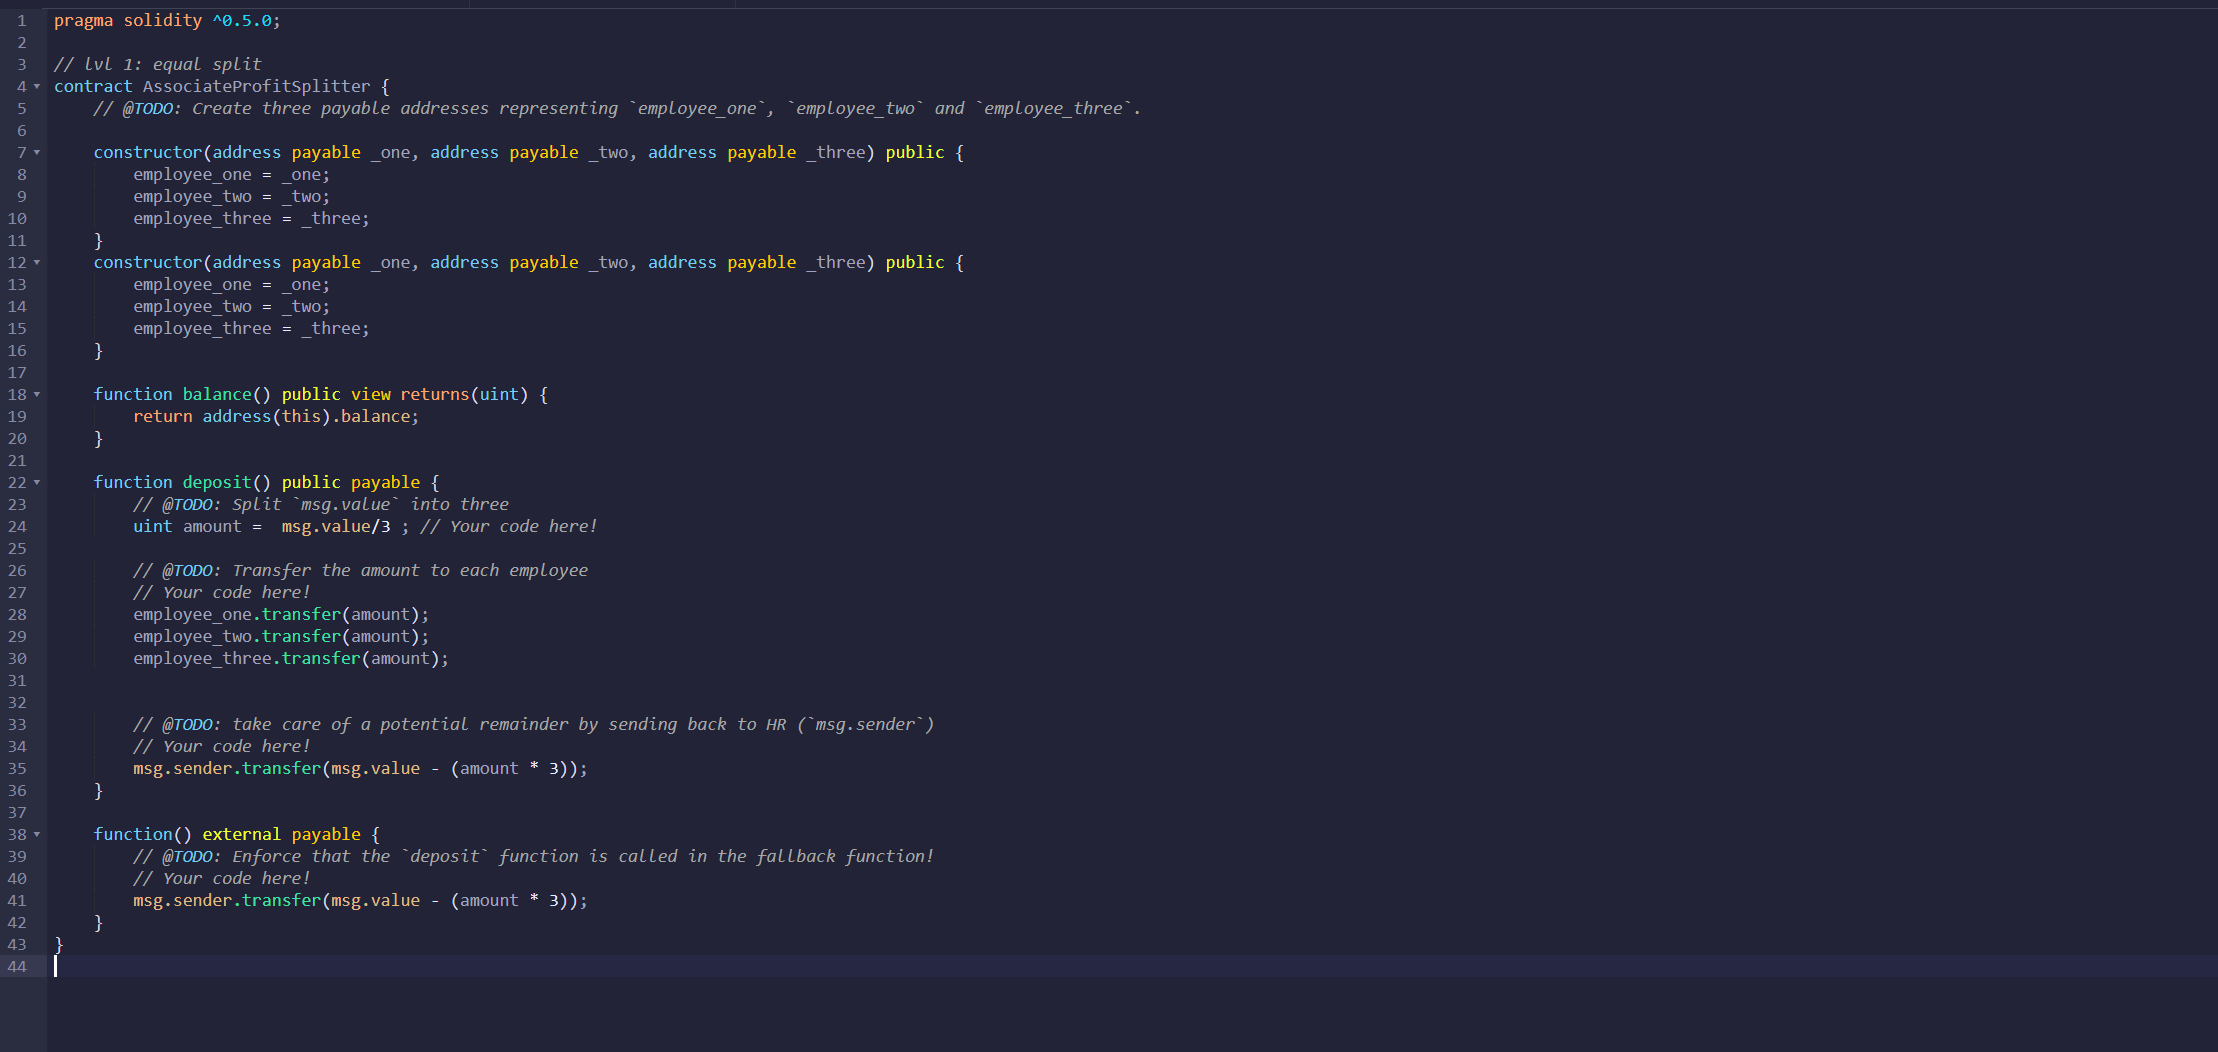 1 pragma solidity ^0.5.0;
2
3 // lvl 1: equal split
4 contract AssociateProfitSplitter {
5     // @TODO: Create three payable addresses representing `employee_one`, `employee_two` and `employee_three`.
6
7     constructor(address payable _one, address payable _two, address payable _three) public {
8         employee_one = _one;
9         employee_two = _two;
10         employee_three = _three;
11     }
12     constructor(address payable _one, address payable _two, address payable _three) public {
13         employee_one = _one;
14         employee_two = _two;
15         employee_three = _three;
16     }
17
18     function balance() public view returns(uint) {
19         return address(this).balance;
20     }
21
22     function deposit() public payable {
23         // @TODO: Split `msg.value` into three
24         uint amount =  msg.value/3 ; // Your code here!
25
26         // @TODO: Transfer the amount to each employee
27         // Your code here!
28         employee_one.transfer(amount);
29         employee_two.transfer(amount);
30         employee_three.transfer(amount);
31
32
33         // @TODO: take care of a potential remainder by sending back to HR (`msg.sender`)
34         // Your code here!
35         msg.sender.transfer(msg.value - (amount * 3));
36     }
37
38     function() external payable {
39         // @TODO: Enforce that the `deposit` function is called in the fallback function!
40         // Your code here!
41         msg.sender.transfer(msg.value - (amount * 3));
42     }
43 }
44